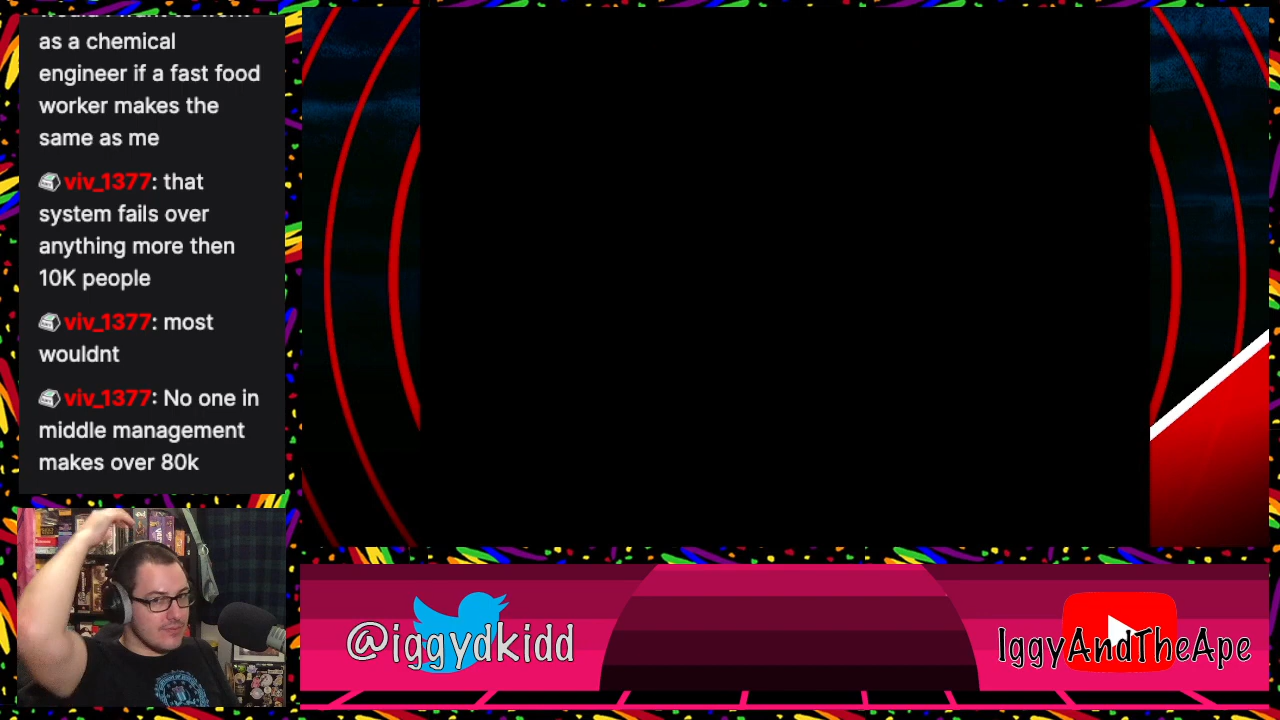 as a chemical
engineer if a fast food
worker makes the
same as me
viv_1377: that
system fails over
anything more then
10K people
viv_1377: most
wouldnt
viv_1377: No one in
middle management
makes over 80k
@iggydkidd
IggyAndTheApe